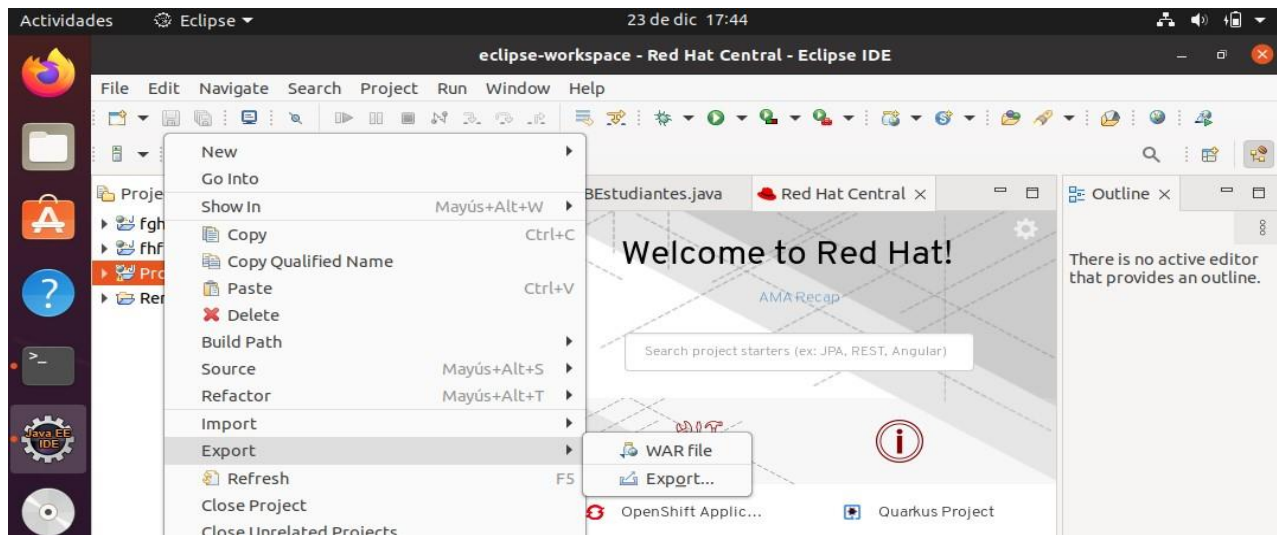 Actividades Eclipse 23 de dic 17:44
eclipse-workspace - Red Hat Central - Eclipse IDE
File Edit Navigate Search Project Run Window Help
New
Go Into
Show In Mayús+Alt+W
Copy Ctrl+C
Copy Qualified Name
Paste Ctrl+V
Delete
Build Path
Source Mayús+Alt+S
Refactor Mayús+Alt+T
Import
Export
Refresh F5
Close Project
Close Unrelated Projects
WAR file
Export...
Proje
fgh
fhf
Pro
Rer
BEstudiantes.java Red Hat Central
Welcome to Red Hat!
AMA Recap
Search project starters (ex: JPA, REST, Angular)
OpenShift Applic... Quarkus Project
Outline
There is no active editor
that provides an outline.
Java EE
IDE